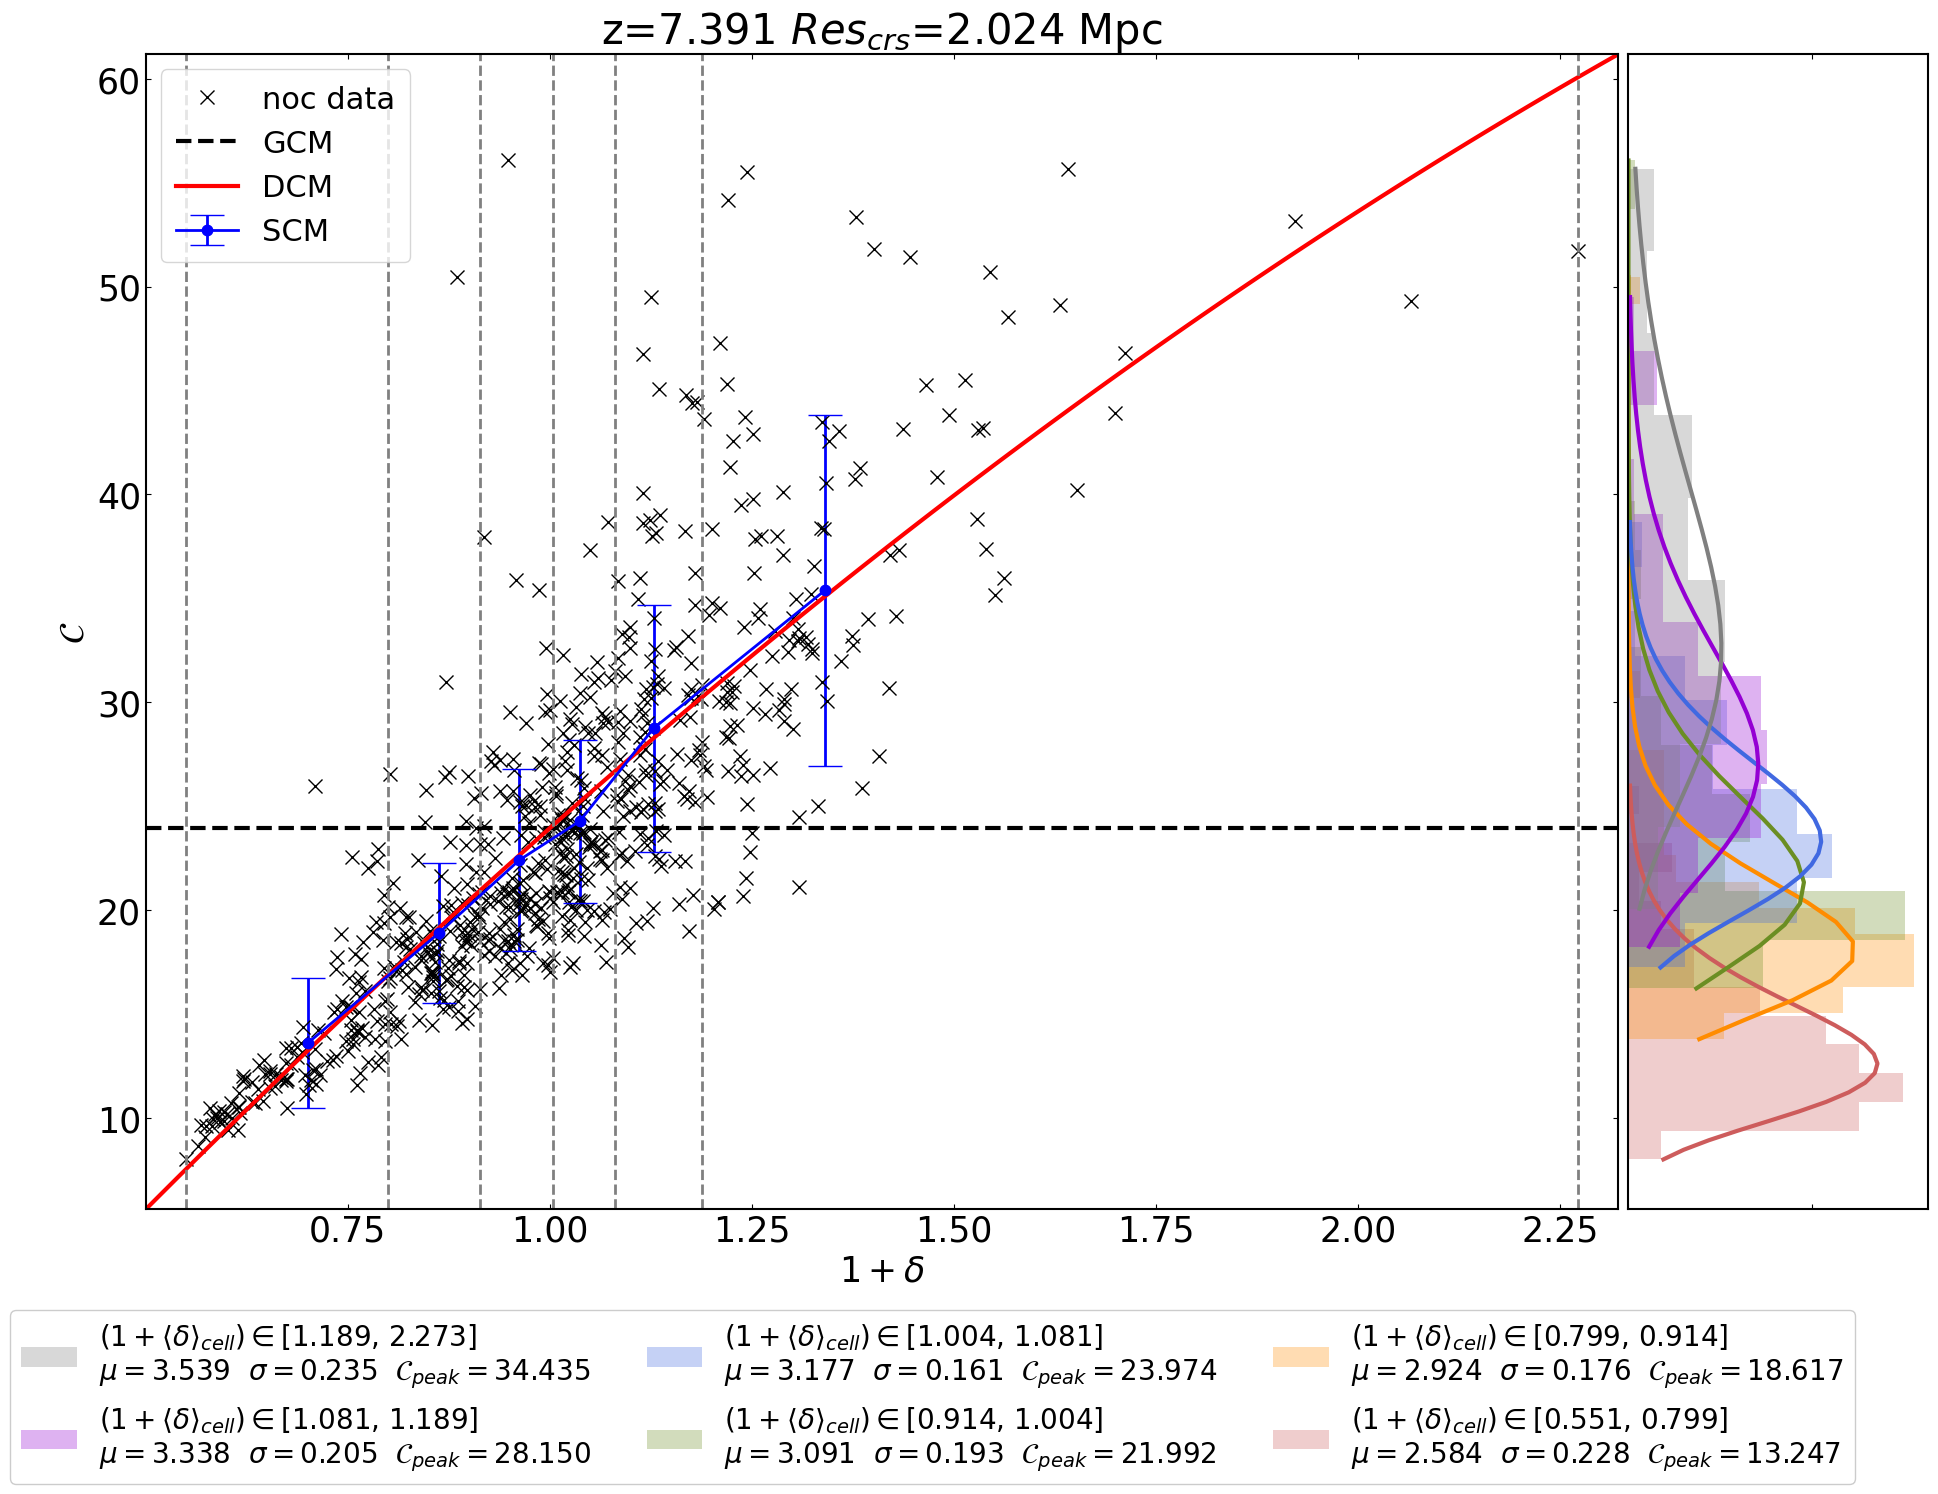 z=7.391 Res_crs=2.024 Mpc
60
50
40
30
20
10
𝒞
noc data
GCM
DCM
SCM
0.75 1.00 1.25 1.50 1.75 2.00 2.25
1 + δ
(1 + ⟨δ⟩_cell) ∈ [1.189, 2.273]
μ = 3.539 σ = 0.235 𝒞_peak = 34.435
(1 + ⟨δ⟩_cell) ∈ [1.081, 1.189]
μ = 3.338 σ = 0.205 𝒞_peak = 28.150
(1 + ⟨δ⟩_cell) ∈ [1.004, 1.081]
μ = 3.177 σ = 0.161 𝒞_peak = 23.974
(1 + ⟨δ⟩_cell) ∈ [0.914, 1.004]
μ = 3.091 σ = 0.193 𝒞_peak = 21.992
(1 + ⟨δ⟩_cell) ∈ [0.799, 0.914]
μ = 2.924 σ = 0.176 𝒞_peak = 18.617
(1 + ⟨δ⟩_cell) ∈ [0.551, 0.799]
μ = 2.584 σ = 0.228 𝒞_peak = 13.247